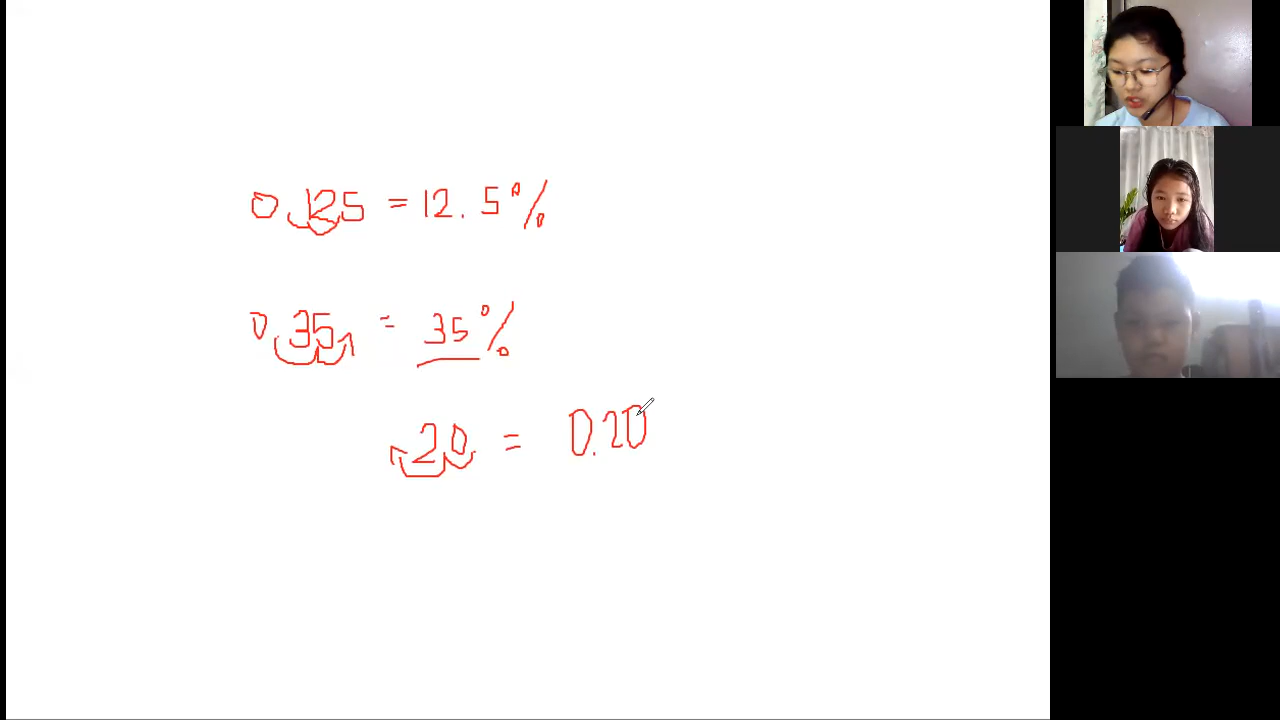 0.125 = 12.5%
0.35 = 35%
20. = 0.20